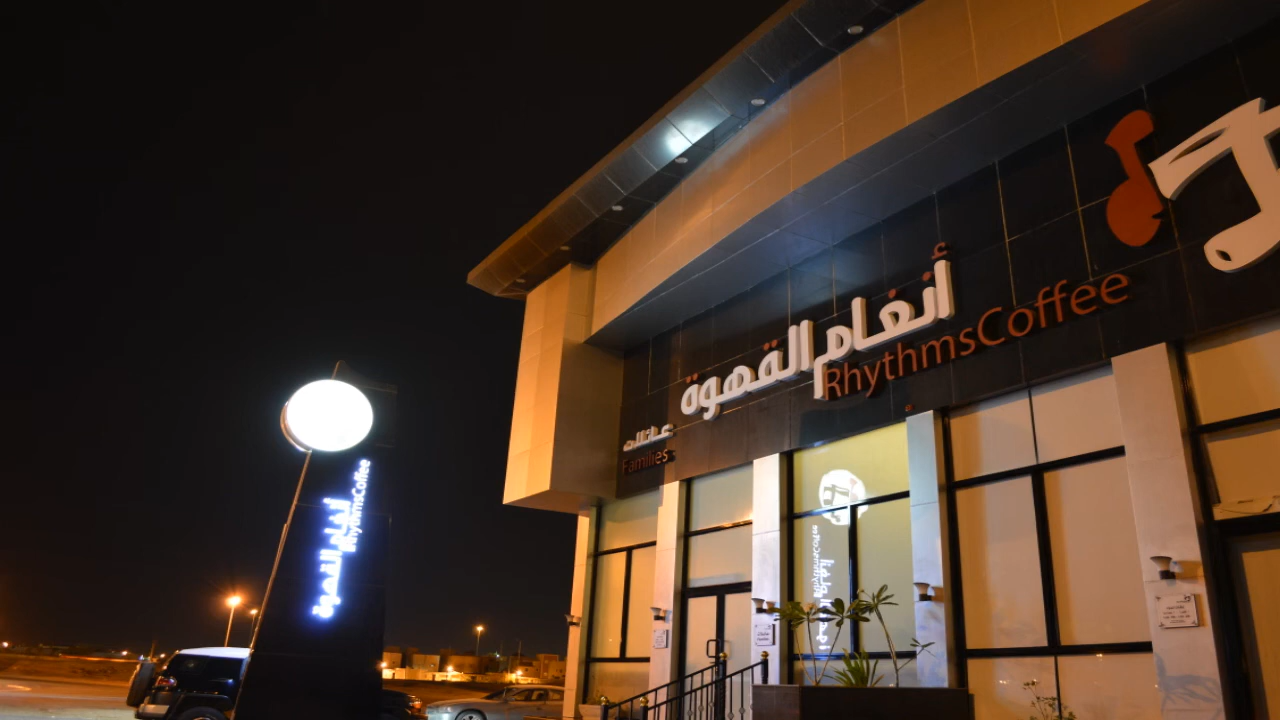 أنغام القهوة
RhythmsCoffee
عائلات
Families
أنغام القهوة
RhythmsCoffee